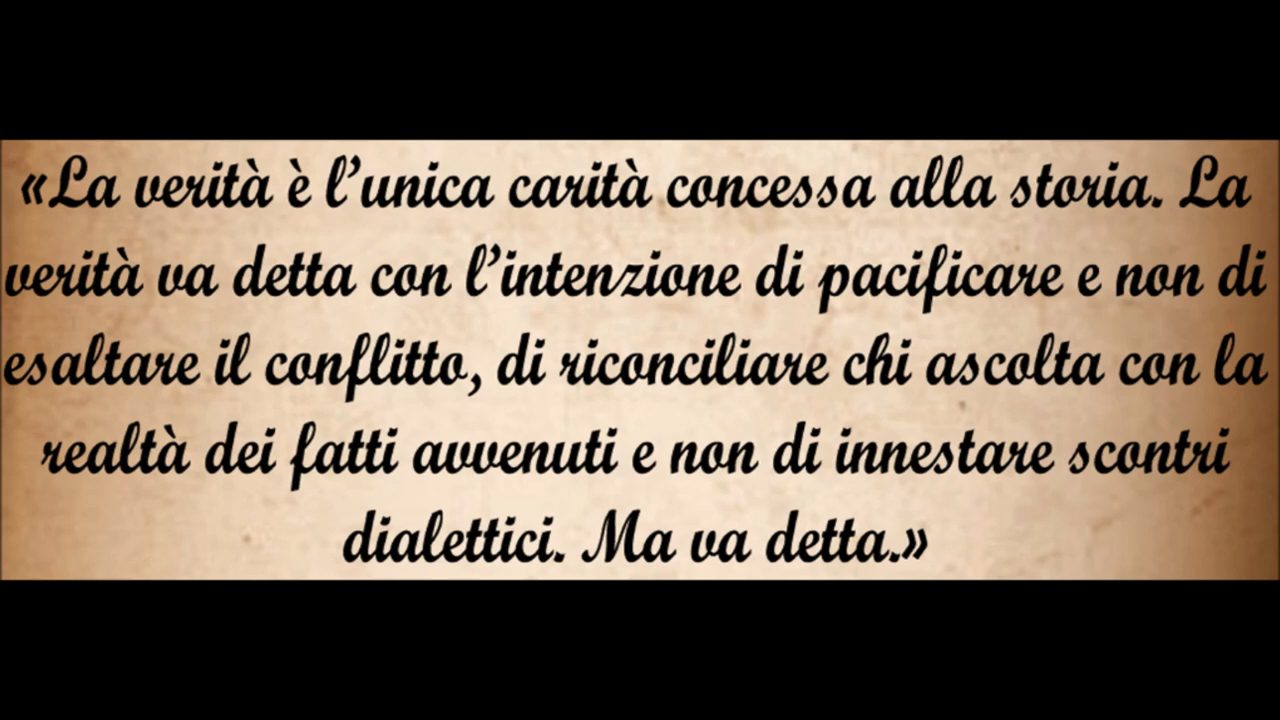 «La verità è l’unica carità concessa alla storia. La
verità va detta con l’intenzione di pacificare e non di
esaltare il conflitto, di riconciliare chi ascolta con la
realtà dei fatti avvenuti e non di innestare scontri
dialettici. Ma va detta.»